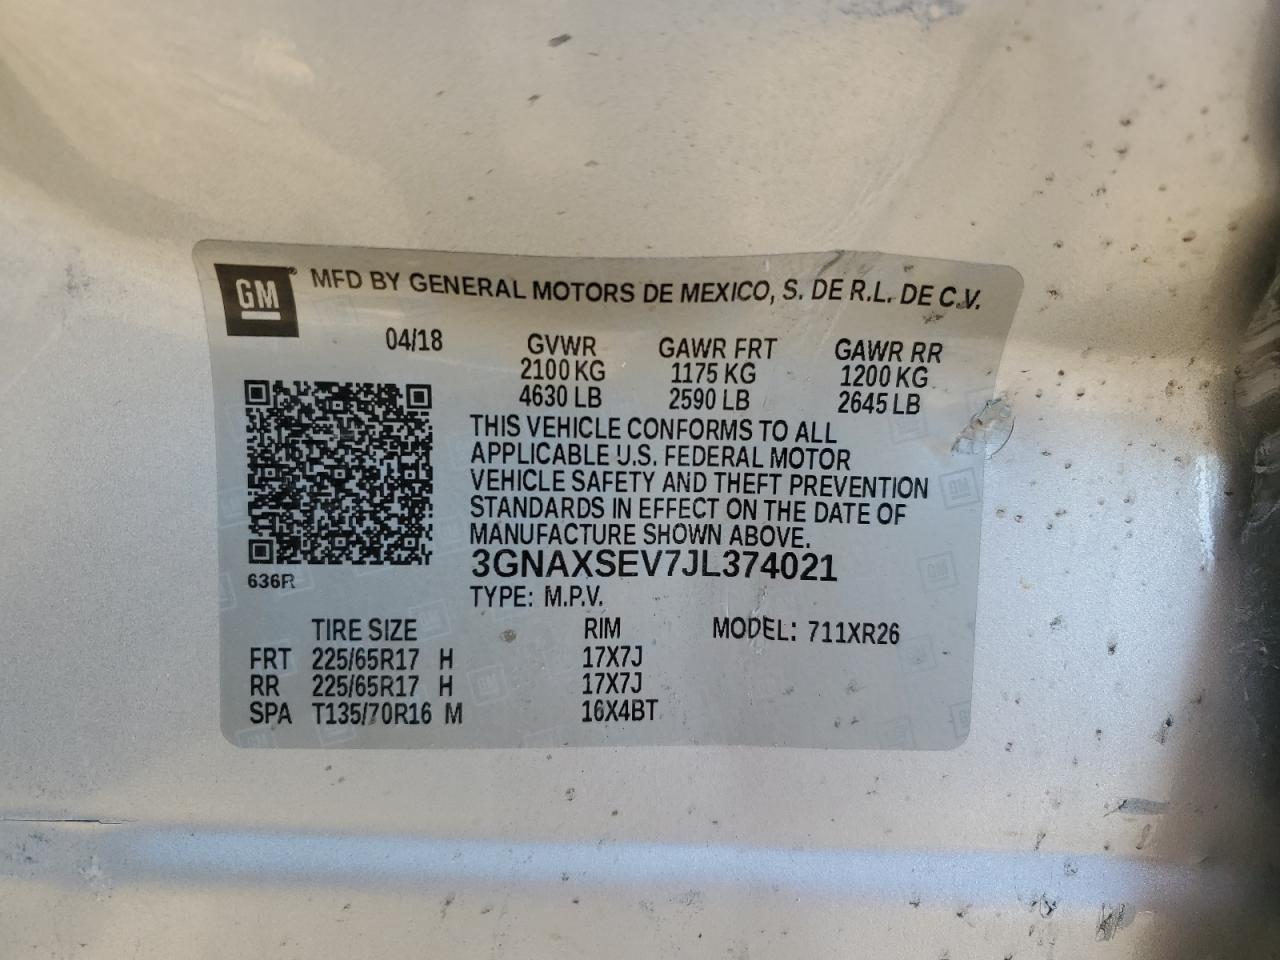 GM ® MFD BY GENERAL MOTORS DE MEXICO, S. DE R.L. DE C.V.
04/18 GVWR GAWR FRT GAWR RR
2100 KG 1175 KG 1200 KG
4630 LB 2590 LB 2645 LB
THIS VEHICLE CONFORMS TO ALL
APPLICABLE U.S. FEDERAL MOTOR
VEHICLE SAFETY AND THEFT PREVENTION
STANDARDS IN EFFECT ON THE DATE OF
MANUFACTURE SHOWN ABOVE.
636R 3GNAXSEV7JL374021
TYPE: M.P.V.
TIRE SIZE RIM MODEL: 711XR26
FRT 225/65R17 H 17X7J
RR 225/65R17 H 17X7J
SPA T135/70R16 M 16X4BT